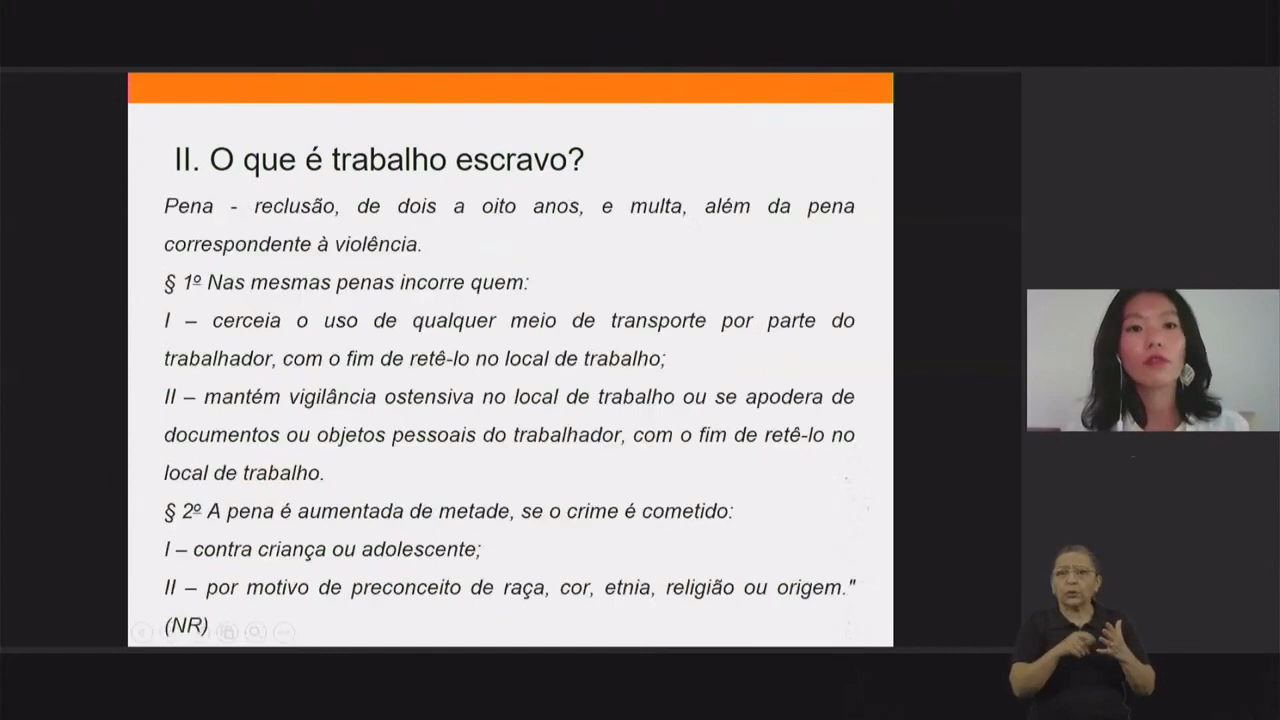 II. O que é trabalho escravo?
Pena - reclusão, de dois a oito anos, e multa, além da pena
correspondente à violência.
§ 1º Nas mesmas penas incorre quem:
I – cerceia o uso de qualquer meio de transporte por parte do
trabalhador, com o fim de retê-lo no local de trabalho;
II – mantém vigilância ostensiva no local de trabalho ou se apodera de
documentos ou objetos pessoais do trabalhador, com o fim de retê-lo no
local de trabalho.
§ 2º A pena é aumentada de metade, se o crime é cometido:
I – contra criança ou adolescente;
II – por motivo de preconceito de raça, cor, etnia, religião ou origem."
(NR)